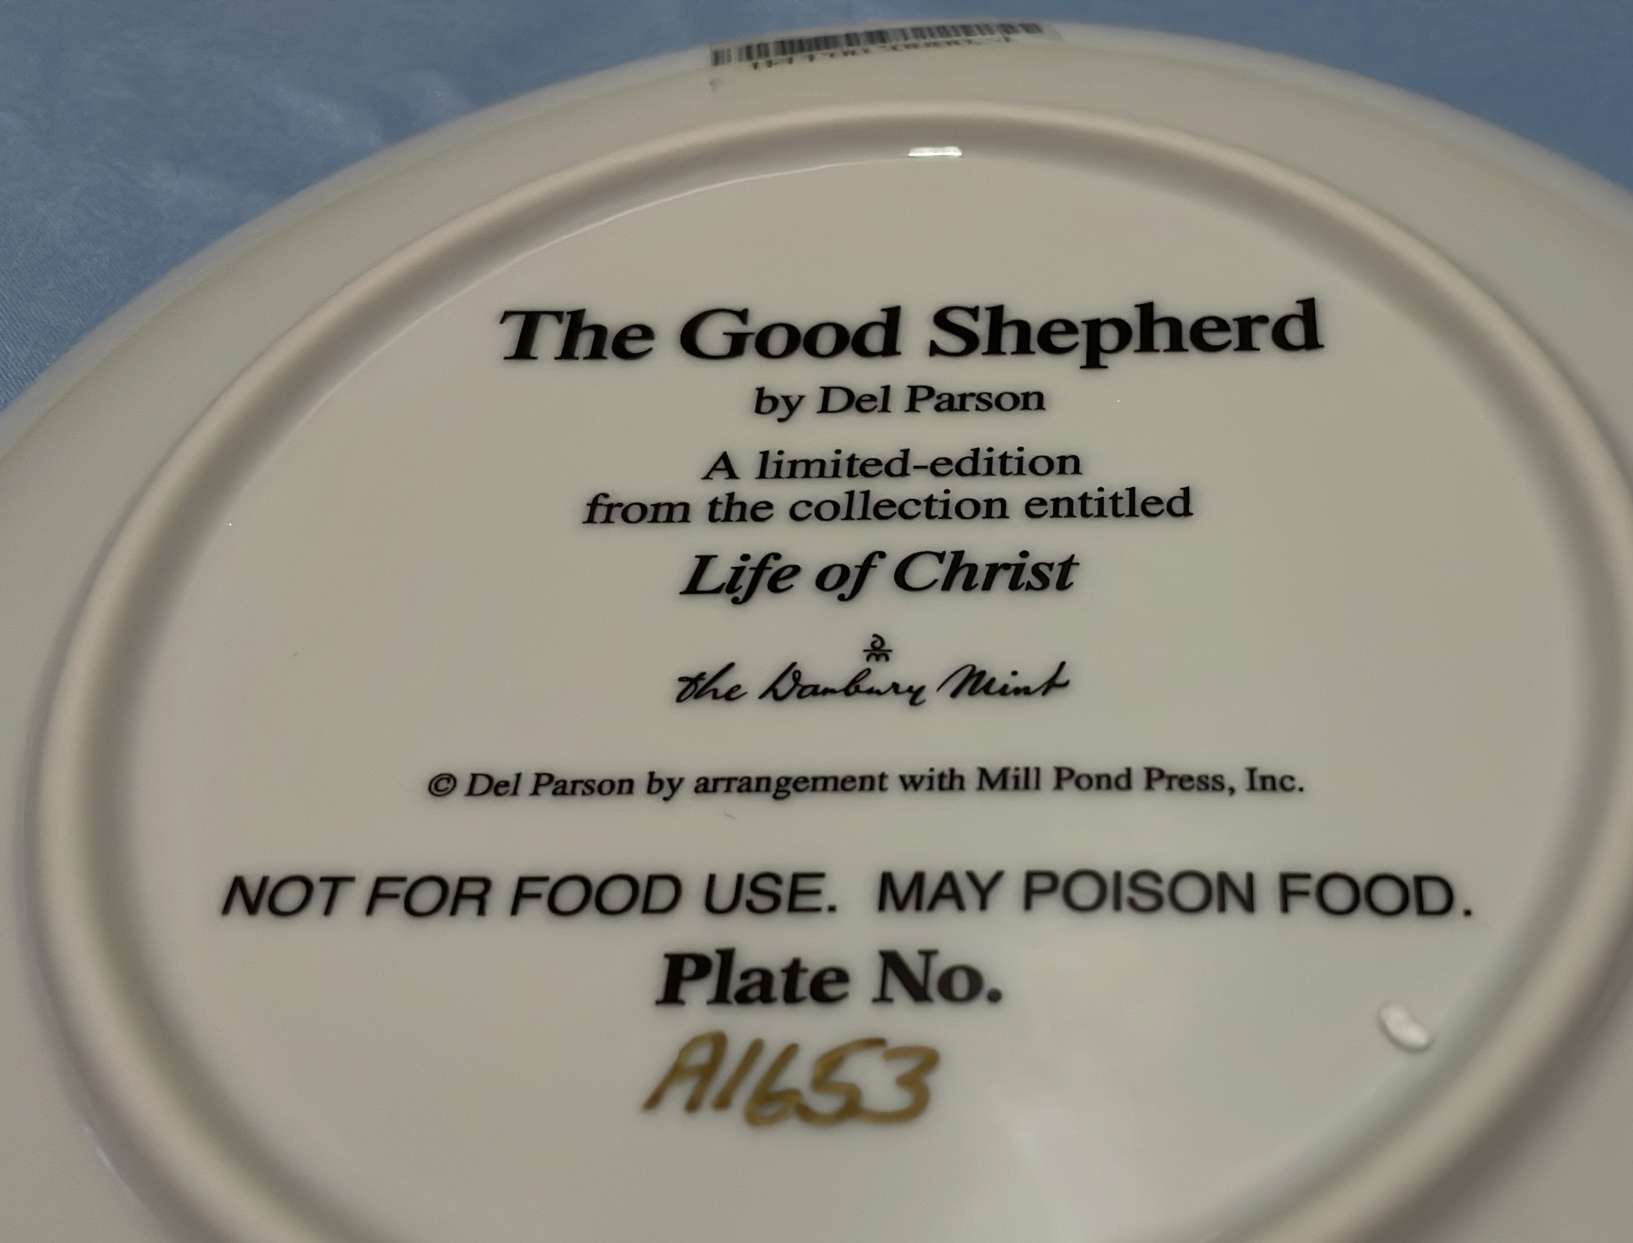 The Good Shepherd
by Del Parson
A limited-edition
from the collection entitled
Life of Christ
the Danbury Mint
© Del Parson by arrangement with Mill Pond Press, Inc.
NOT FOR FOOD USE. MAY POISON FOOD.
Plate No.
A1653